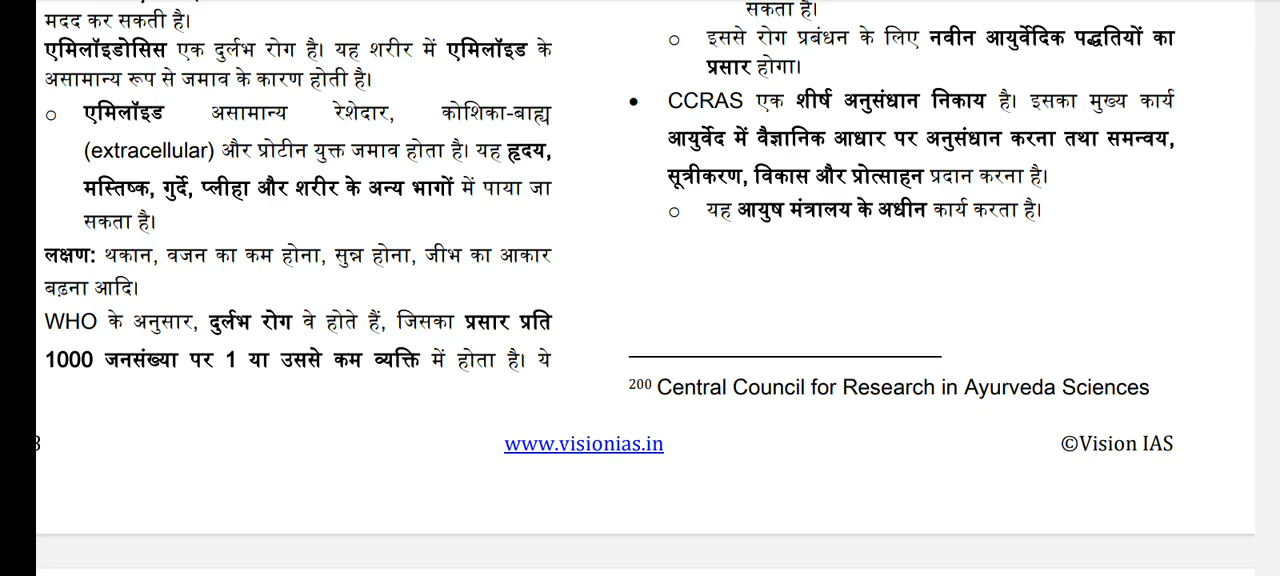 मदद कर सकती है।
एमिलॉइडोसिस एक दुर्लभ रोग है। यह शरीर में एमिलॉइड के
असामान्य रूप से जमाव के कारण होती है।
○ एमिलॉइड असामान्य रेशेदार, कोशिका-बाह्य
(extracellular) और प्रोटीन युक्त जमाव होता है। यह हृदय,
मस्तिष्क, गुर्दे, प्लीहा और शरीर के अन्य भागों में पाया जा
सकता है।
लक्षण: थकान, वजन का कम होना, सुन्न होना, जीभ का आकार
बढ़ना आदि।
WHO के अनुसार, दुर्लभ रोग वे होते हैं, जिसका प्रसार प्रति
1000 जनसंख्या पर 1 या उससे कम व्यक्ति में होता है। ये
सकता है।
○ इससे रोग प्रबंधन के लिए नवीन आयुर्वेदिक पद्धतियों का
प्रसार होगा।
● CCRAS एक शीर्ष अनुसंधान निकाय है। इसका मुख्य कार्य
आयुर्वेद में वैज्ञानिक आधार पर अनुसंधान करना तथा समन्वय,
सूत्रीकरण, विकास और प्रोत्साहन प्रदान करना है।
○ यह आयुष मंत्रालय के अधीन कार्य करता है।
200 Central Council for Research in Ayurveda Sciences
www.visionias.in
©Vision IAS